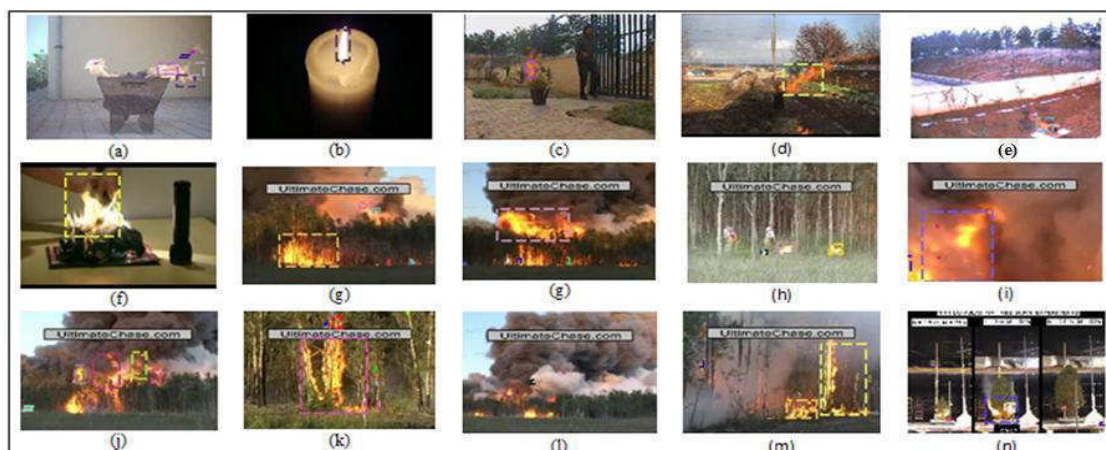 (a) (b) (c) (d) (e)
UltimateChase.com UltimateChase.com UltimateChase.com
(f) (g) (g) (h) (i)
UltimateChase.com UltimateChase.com UltimateChase.com UltimateChase.com
(j) (k) (l) (m) (n)